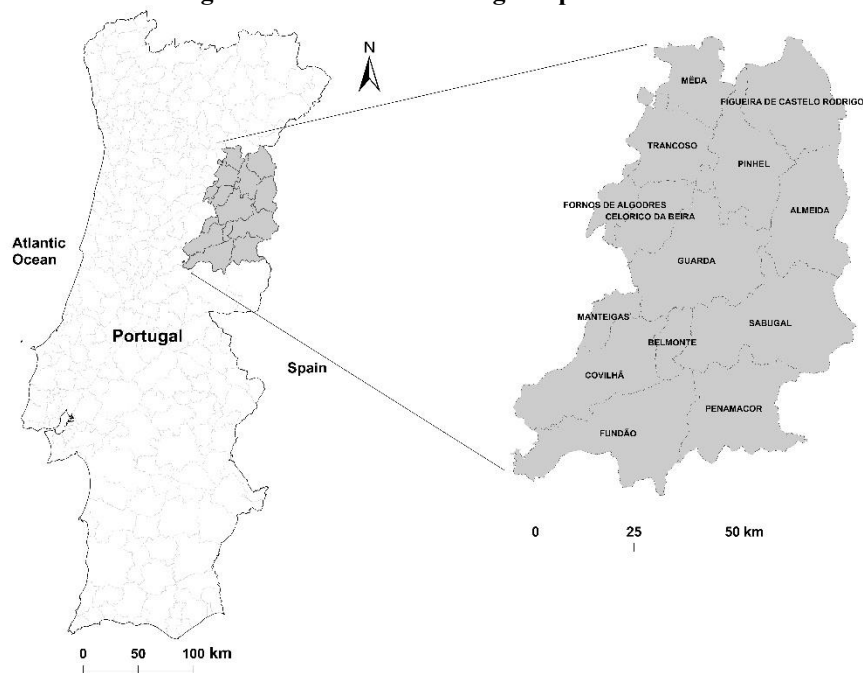 N
MÊDA
FIGUEIRA DE CASTELO RODRIGO
TRANCOSO
PINHEL
FORNOS DE ALGODRES
CELORICO DA BEIRA
ALMEIDA
Atlantic
Ocean
GUARDA
MANTEIGAS
SABUGAL
Portugal
BELMONTE
Spain
COVILHÃ
PENAMACOR
FUNDÃO
0 25 50 km
0 50 100 km